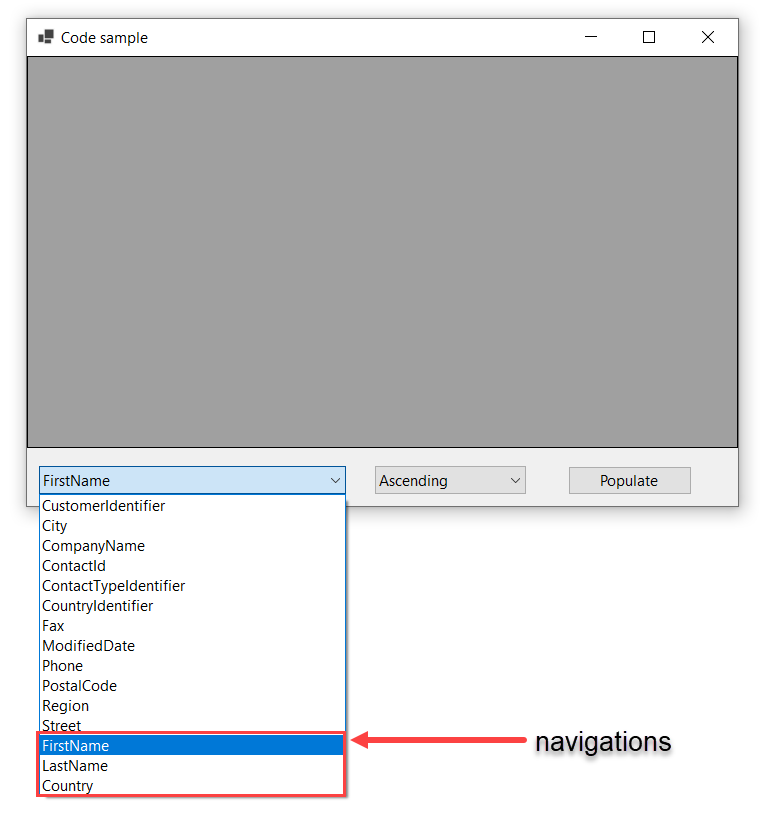 Code sample
FirstName
Ascending
Populate
CustomerIdentifier
City
CompanyName
ContactId
ContactTypeIdentifier
CountryIdentifier
Fax
ModifiedDate
Phone
PostalCode
Region
Street
FirstName
LastName
Country
navigations